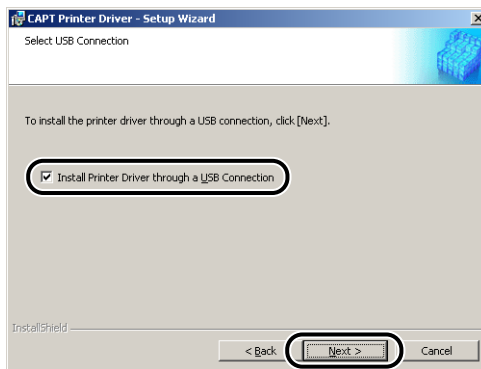 CAPT Printer Driver - Setup Wizard
Select USB Connection
To install the printer driver through a USB connection, click [Next].
Install Printer Driver through a USB Connection
InstallShield
< Back
Next >
Cancel